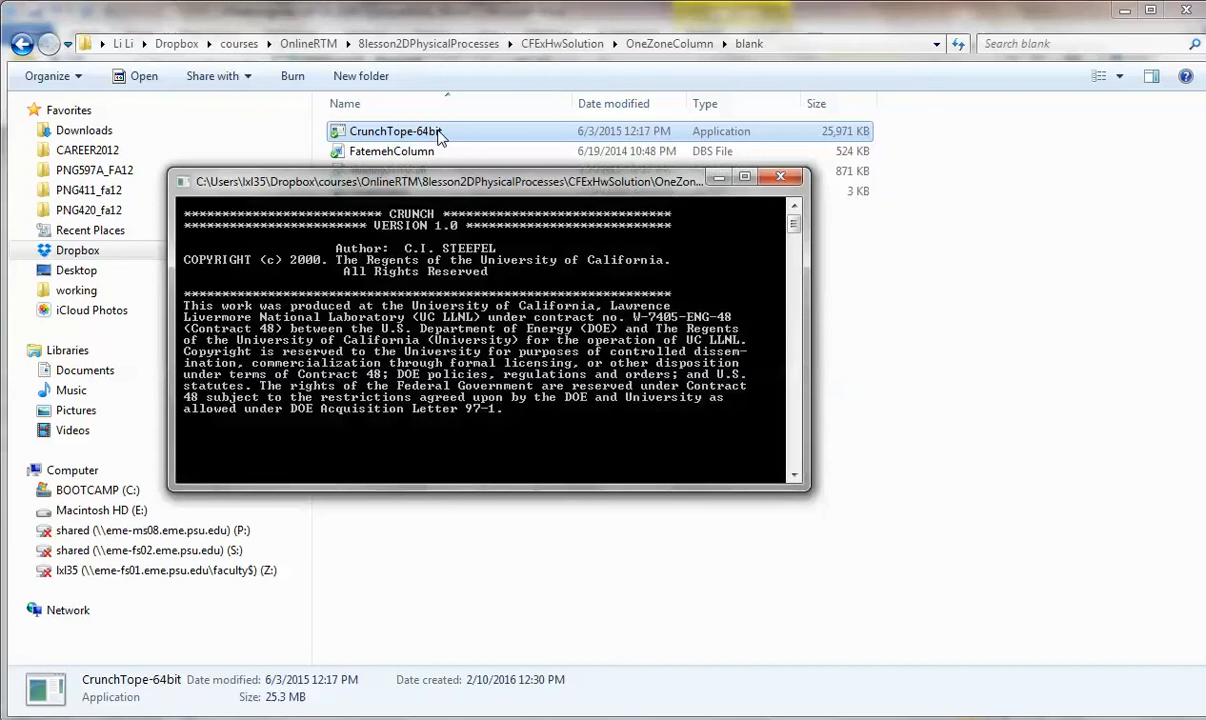 Li Li
Dropbox
courses
OnlineRTM
8lesson2DPhysicalProcesses
CFExHwSolution
OneZoneColumn
blank
Search blank
Organize
Open
Share with
Burn
New folder
Favorites
Downloads
CAREER2012
PNG597A_FA12
PNG411_fa12
PNG420_fa12
Recent Places
Dropbox
Desktop
working
iCloud Photos
Libraries
Documents
Music
Pictures
Videos
Computer
BOOTCAMP (C:)
Macintosh HD (E:)
shared (\\eme-ms08.eme.psu.edu) (P:)
shared (\\eme-fs02.eme.psu.edu) (S:)
lxl35 (\\eme-fs01.eme.psu.edu\faculty$) (Z:)
Network
Name Date modified Type Size
CrunchTope-64bit 6/3/2015 12:17 PM Application 25,971 KB
FatemehColumn 6/19/2014 10:48 PM DBS File 524 KB
871 KB
3 KB
C:\Users\lxl35\Dropbox\courses\OnlineRTM\8lesson2DPhysicalProcesses\CFExHwSolution\OneZon...
************************** CRUNCH ******************************
************************* VERSION 1.0 ***************************
Author: C.I. STEEFEL
COPYRIGHT (c) 2000. The Regents of the University of California.
All Rights Reserved
****************************************************************
This work was produced at the University of California, Lawrence
Livermore National Laboratory (UC LLNL) under contract no. W-7405-ENG-48
(Contract 48) between the U.S. Department of Energy (DOE) and The Regents
of the University of California (University) for the operation of UC LLNL.
Copyright is reserved to the University for purposes of controlled dissem-
ination, commercialization through formal licensing, or other disposition
under terms of Contract 48; DOE policies, regulations and orders; and U.S.
statutes. The rights of the Federal Government are reserved under Contract
48 subject to the restrictions agreed upon by the DOE and University as
allowed under DOE Acquisition Letter 97-1.
CrunchTope-64bit Date modified: 6/3/2015 12:17 PM Date created: 2/10/2016 12:30 PM
Application Size: 25.3 MB